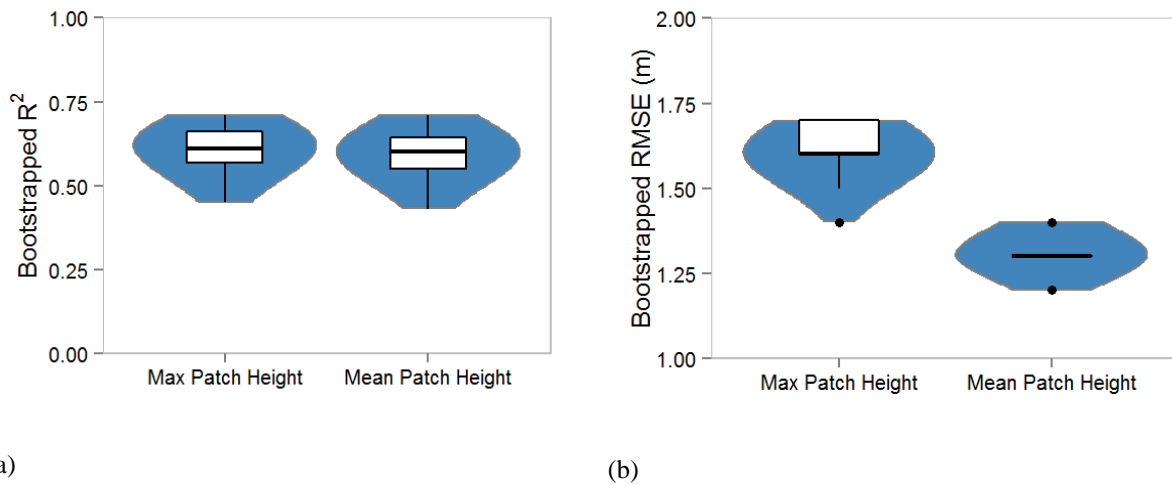 Bootstrapped R²
1.00
0.75
0.50
0.25
0.00
Max Patch Height Mean Patch Height
a)
Bootstrapped RMSE (m)
2.00
1.75
1.50
1.25
1.00
Max Patch Height Mean Patch Height
(b)